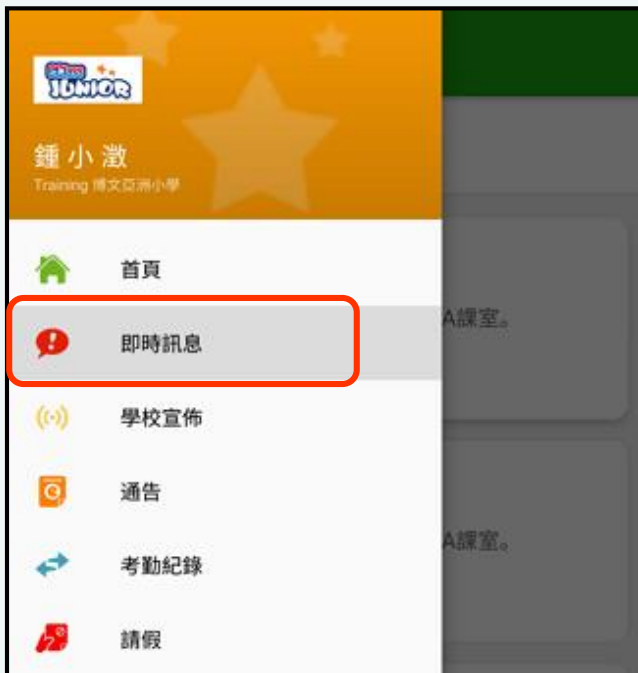 JUNIOR
鍾小澂
Training 博文亞洲小學
首頁
即時訊息
A課室。
學校宣佈
通告
A課室。
考勤紀錄
請假